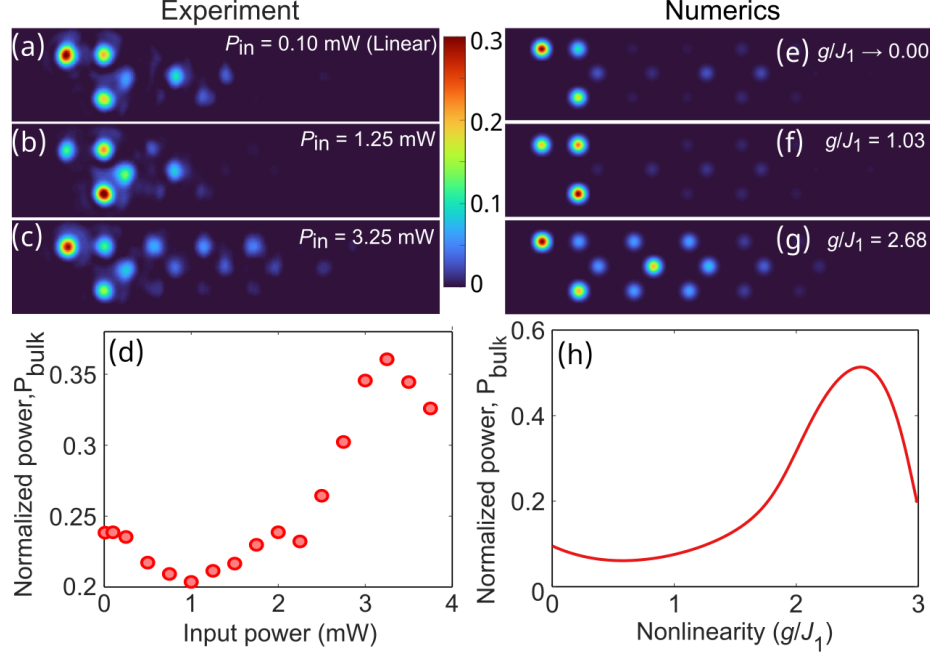 Experiment
Numerics
(a)
P_in = 0.10 mW (Linear)
0.3
(e)
g/J_1 → 0.00
(b)
P_in = 1.25 mW
0.2
(f)
g/J_1 = 1.03
0.1
(c)
P_in = 3.25 mW
(g)
g/J_1 = 2.68
0
(d)
Normalized power,P_bulk
0.35
0.3
0.25
0.2
0
1
2
3
4
Input power (mW)
(h)
Normalized power, P_bulk
0.6
0.4
0.2
0
0
1
2
3
Nonlinearity (g/J_1)